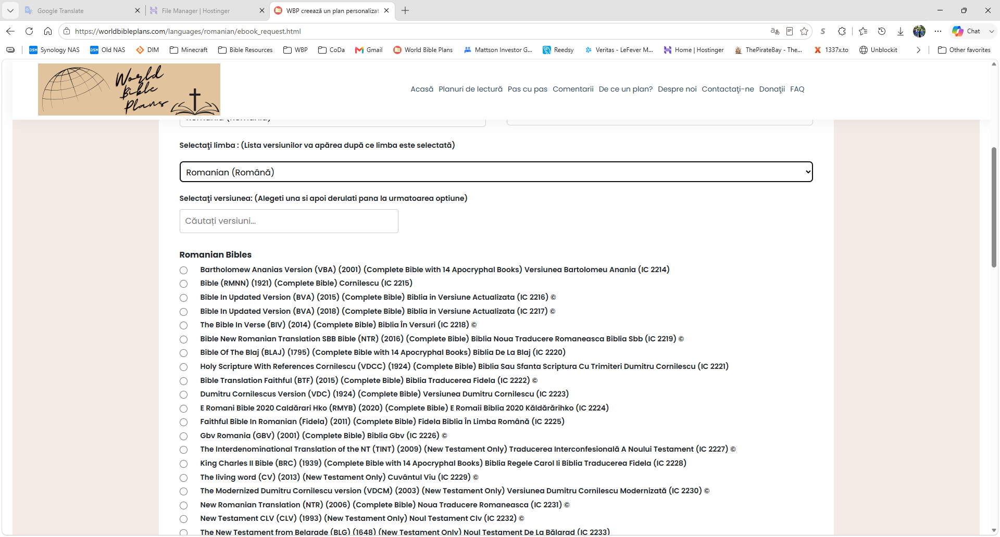 Google Translate
File Manager | Hostinger
WBP creează un plan personalizat
https://worldbibleplans.com/languages/romanian/ebook_request.html
Chat
Synology NAS
Old NAS
DIM
Minecraft
Bible Resources
WBP
CoDa
Gmail
World Bible Plans
Mattson Investor G...
Reedsy
Veritas - LeFever M...
Home | Hostinger
ThePirateBay - The...
1337x.to
Unblockit
Other favorites
World
Bible
Plans
Acasă Planuri de lectură Pas cu pas Comentarii De ce un plan? Despre noi Contactaţi-ne Donaţii FAQ
Selectaţi limba : (Lista versiunilor va apărea după ce limba este selectată)
Romanian (Română)
Selectaţi versiunea: (Alegeti una si apoi derulati pana la urmatoarea optiune)
Căutați versiuni...
Romanian Bibles
Bartholomew Ananias Version (VBA) (2001) (Complete Bible with 14 Apocryphal Books) Versiunea Bartolomeu Anania (IC 2214)
Bible (RMNN) (1921) (Complete Bible) Cornilescu (IC 2215)
Bible In Updated Version (BVA) (2015) (Complete Bible) Biblia in Versiune Actualizata (IC 2216) ©
Bible In Updated Version (BVA) (2018) (Complete Bible) Biblia in Versiune Actualizata (IC 2217) ©
The Bible In Verse (BIV) (2014) (Complete Bible) Biblia În Versuri (IC 2218) ©
Bible New Romanian Translation SBB Bible (NTR) (2016) (Complete Bible) Biblia Noua Traducere Romaneasca Biblia Sbb (IC 2219) ©
Bible Of The Blaj (BLAJ) (1795) (Complete Bible with 14 Apocryphal Books) Biblia De La Blaj (IC 2220)
Holy Scripture With References Cornilescu (VDCC) (1924) (Complete Bible) Biblia Sau Sfanta Scriptura Cu Trimiteri Dumitru Cornilescu (IC 2221)
Bible Translation Faithful (BTF) (2015) (Complete Bible) Biblia Traducerea Fidela (IC 2222) ©
Dumitru Cornilescus Version (VDC) (1924) (Complete Bible) Versiunea Dumitru Cornilescu (IC 2223)
E Romani Bible 2020 Caldărari Hko (RMYB) (2020) (Complete Bible) E Romaii Biblia 2020 Kăldărărihko (IC 2224)
Faithful Bible In Romanian (Fidela) (2011) (Complete Bible) Fidela Biblia În Limba Română (IC 2225)
Gbv Romania (GBV) (2001) (Complete Bible) Biblia Gbv (IC 2226) ©
The Interdenominational Translation of the NT (TINT) (2009) (New Testament Only) Traducerea Interconfesională A Noului Testament (IC 2227) ©
King Charles II Bible (BRC) (1939) (Complete Bible with 14 Apocryphal Books) Biblia Regele Carol Ii Biblia Traducerea Fidela (IC 2228)
The living word (CV) (2013) (New Testament Only) Cuvântul Viu (IC 2229) ©
The Modernized Dumitru Cornilescu version (VDCM) (2003) (New Testament Only) Versiunea Dumitru Cornilescu Modernizată (IC 2230) ©
New Romanian Translation (NTR) (2006) (Complete Bible) Noua Traducere Romaneasca (IC 2231) ©
New Testament CLV (CLV) (1993) (New Testament Only) Noul Testament Clv (IC 2232) ©
The New Testament from Belgrade (BLG) (1648) (New Testament Only) Noul Testament De La Bălgrad (IC 2233)